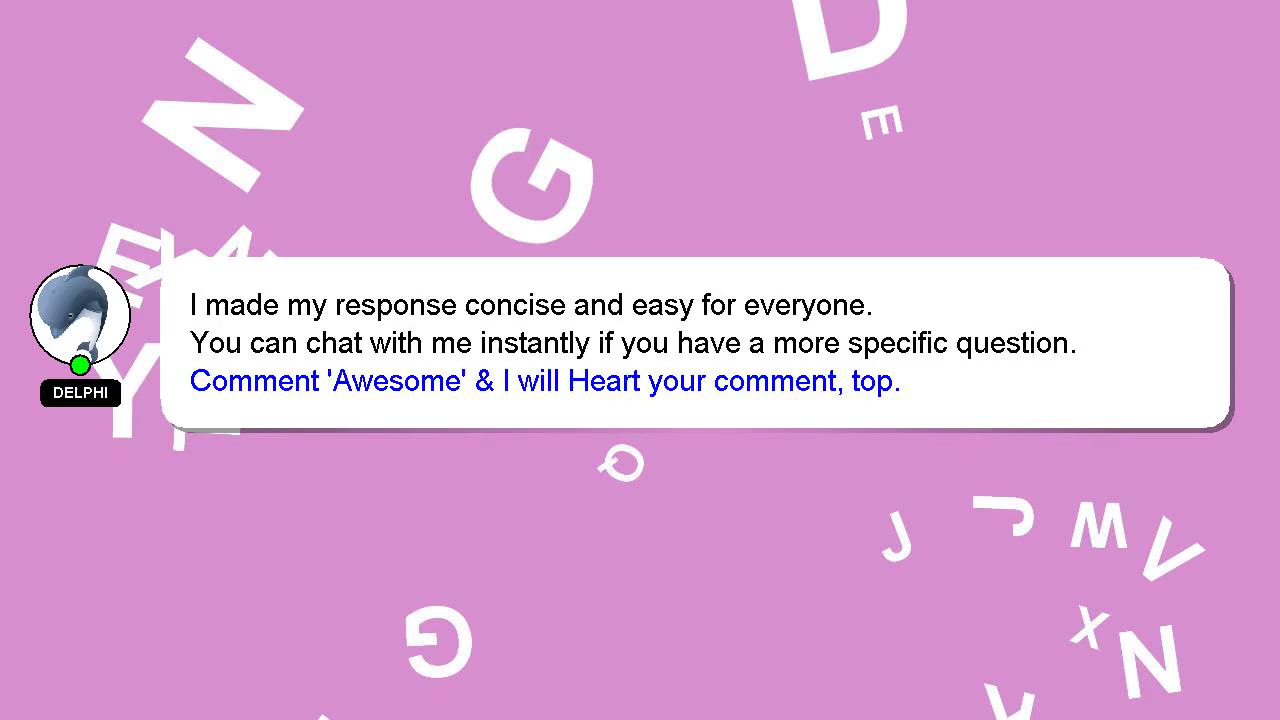 N
D
G
E
E
I made my response concise and easy for everyone.
You can chat with me instantly if you have a more specific question.
Comment 'Awesome' & I will Heart your comment, top.
DELPHI
Y
Q
J
J
W
V
X
N
G